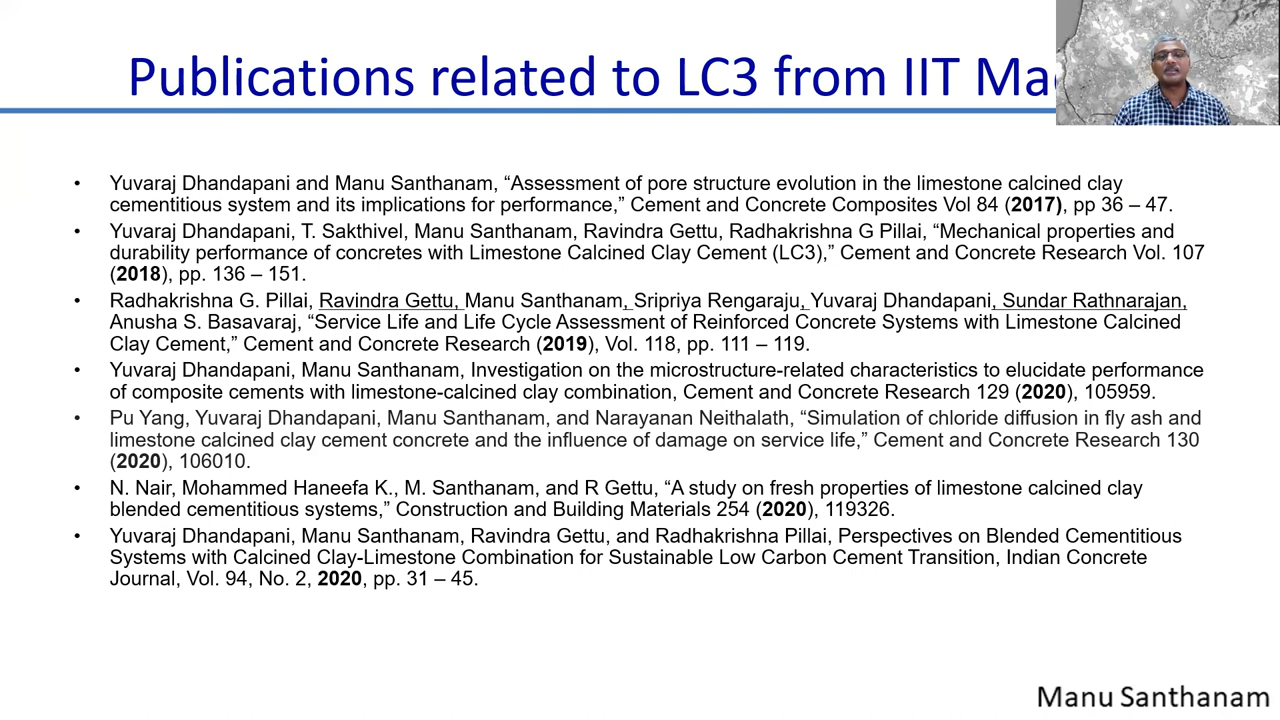 Publications related to LC3 from IIT
• Yuvaraj Dhandapani and Manu Santhanam, “Assessment of pore structure evolution in the limestone calcined clay
cementitious system and its implications for performance,” Cement and Concrete Composites Vol 84 (2017), pp 36 – 47.
• Yuvaraj Dhandapani, T. Sakthivel, Manu Santhanam, Ravindra Gettu, Radhakrishna G Pillai, “Mechanical properties and
durability performance of concretes with Limestone Calcined Clay Cement (LC3),” Cement and Concrete Research Vol. 107
(2018), pp. 136 – 151.
• Radhakrishna G. Pillai, Ravindra Gettu, Manu Santhanam, Sripriya Rengaraju, Yuvaraj Dhandapani, Sundar Rathnarajan,
Anusha S. Basavaraj, “Service Life and Life Cycle Assessment of Reinforced Concrete Systems with Limestone Calcined
Clay Cement,” Cement and Concrete Research (2019), Vol. 118, pp. 111 – 119.
• Yuvaraj Dhandapani, Manu Santhanam, Investigation on the microstructure-related characteristics to elucidate performance
of composite cements with limestone-calcined clay combination, Cement and Concrete Research 129 (2020), 105959.
• Pu Yang, Yuvaraj Dhandapani, Manu Santhanam, and Narayanan Neithalath, “Simulation of chloride diffusion in fly ash and
limestone calcined clay cement concrete and the influence of damage on service life,” Cement and Concrete Research 130
(2020), 106010.
• N. Nair, Mohammed Haneefa K., M. Santhanam, and R Gettu, “A study on fresh properties of limestone calcined clay
blended cementitious systems,” Construction and Building Materials 254 (2020), 119326.
• Yuvaraj Dhandapani, Manu Santhanam, Ravindra Gettu, and Radhakrishna Pillai, Perspectives on Blended Cementitious
Systems with Calcined Clay-Limestone Combination for Sustainable Low Carbon Cement Transition, Indian Concrete
Journal, Vol. 94, No. 2, 2020, pp. 31 – 45.
Manu Santhanam